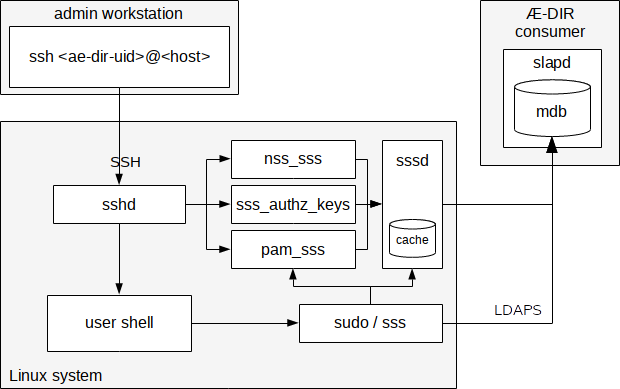 admin workstation
ssh <ae-dir-uid>@<host>
Æ-DIR
consumer
slapd
mdb
SSH
sshd
nss_sss
sss_authz_keys
pam_sss
sssd
cache
user shell
sudo / sss
LDAPS
Linux system